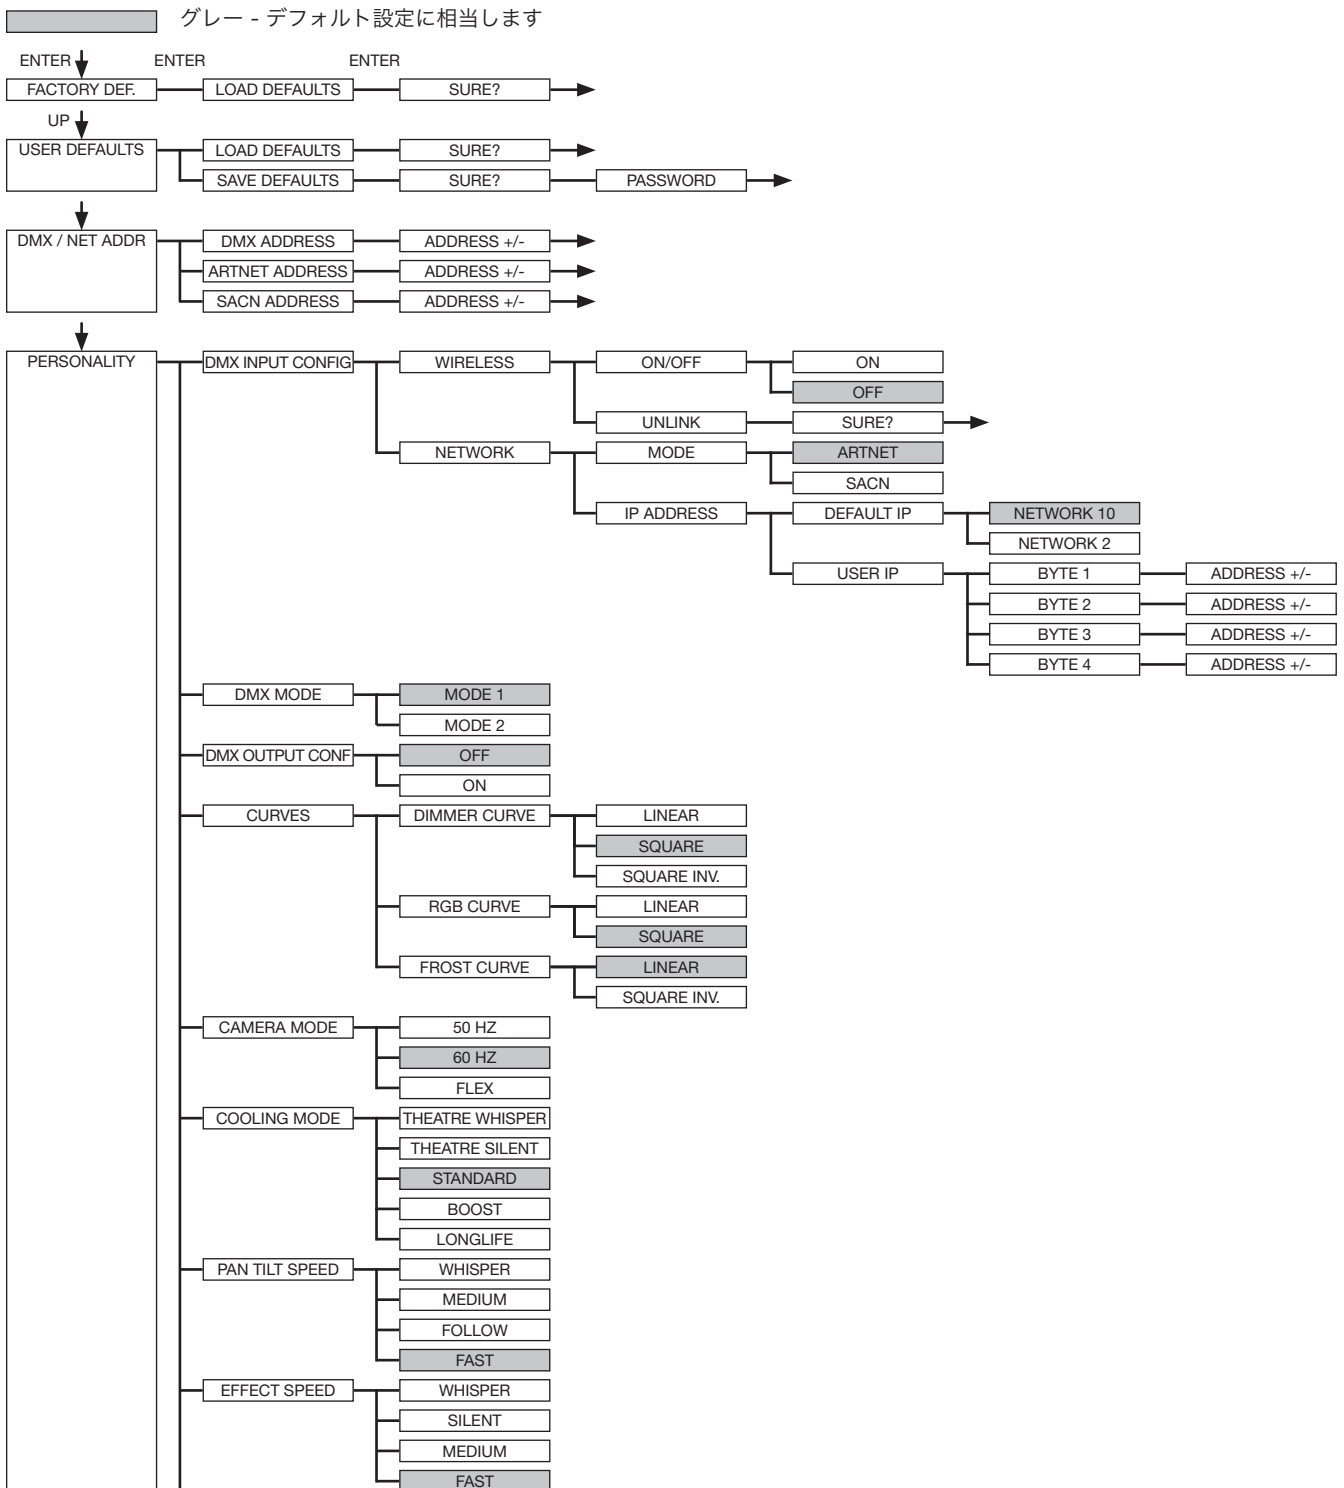 グレー - デフォルト設定に相当します
ENTER ENTER ENTER
FACTORY DEF. LOAD DEFAULTS SURE?
UP
USER DEFAULTS LOAD DEFAULTS SURE?
SAVE DEFAULTS SURE? PASSWORD
DMX / NET ADDR DMX ADDRESS ADDRESS +/-
ARTNET ADDRESS ADDRESS +/-
SACN ADDRESS ADDRESS +/-
PERSONALITY DMX INPUT CONFIG WIRELESS ON/OFF ON
OFF
UNLINK SURE?
NETWORK MODE ARTNET
SACN
IP ADDRESS DEFAULT IP NETWORK 10
NETWORK 2
USER IP BYTE 1 ADDRESS +/-
BYTE 2 ADDRESS +/-
BYTE 3 ADDRESS +/-
BYTE 4 ADDRESS +/-
DMX MODE MODE 1
MODE 2
DMX OUTPUT CONF OFF
ON
CURVES DIMMER CURVE LINEAR
SQUARE
SQUARE INV.
RGB CURVE LINEAR
SQUARE
FROST CURVE LINEAR
SQUARE INV.
CAMERA MODE 50 HZ
60 HZ
FLEX
COOLING MODE THEATRE WHISPER
THEATRE SILENT
STANDARD
BOOST
LONGLIFE
PAN TILT SPEED WHISPER
MEDIUM
FOLLOW
FAST
EFFECT SPEED WHISPER
SILENT
MEDIUM
FAST